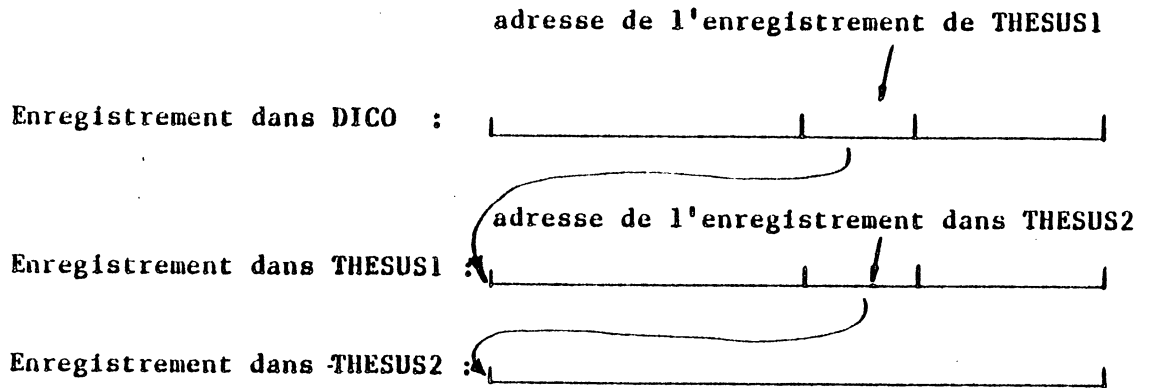 adresse de l'enregistrement de THESUS1
Enregistrement dans DICO :
adresse de l'enregistrement dans THESUS2
Enregistrement dans THESUS1 :
Enregistrement dans THESUS2 :